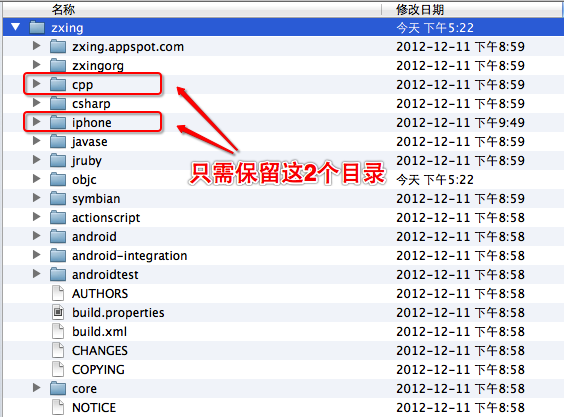 名称 修改日期
zxing 今天 下午5:22
zxing.appspot.com 2012-12-11 下午8:59
zxingorg 2012-12-11 下午8:59
cpp 2012-12-11 下午8:59
csharp 2012-12-11 下午8:59
iphone 2012-12-11 下午9:49
javase 2012-12-11 下午8:59
jruby 2012-12-11 下午8:59
只需保留这2个目录
objc 今天 下午5:22
symbian 2012-12-11 下午8:59
actionscript 2012-12-11 下午8:58
android 2012-12-11 下午8:58
android-integration 2012-12-11 下午8:58
androidtest 2012-12-11 下午8:58
AUTHORS 2012-12-11 下午8:58
build.properties 2012-12-11 下午8:58
build.xml 2012-12-11 下午8:58
CHANGES 2012-12-11 下午8:58
COPYING 2012-12-11 下午8:58
core 2012-12-11 下午8:58
NOTICE 2012-12-11 下午8:58